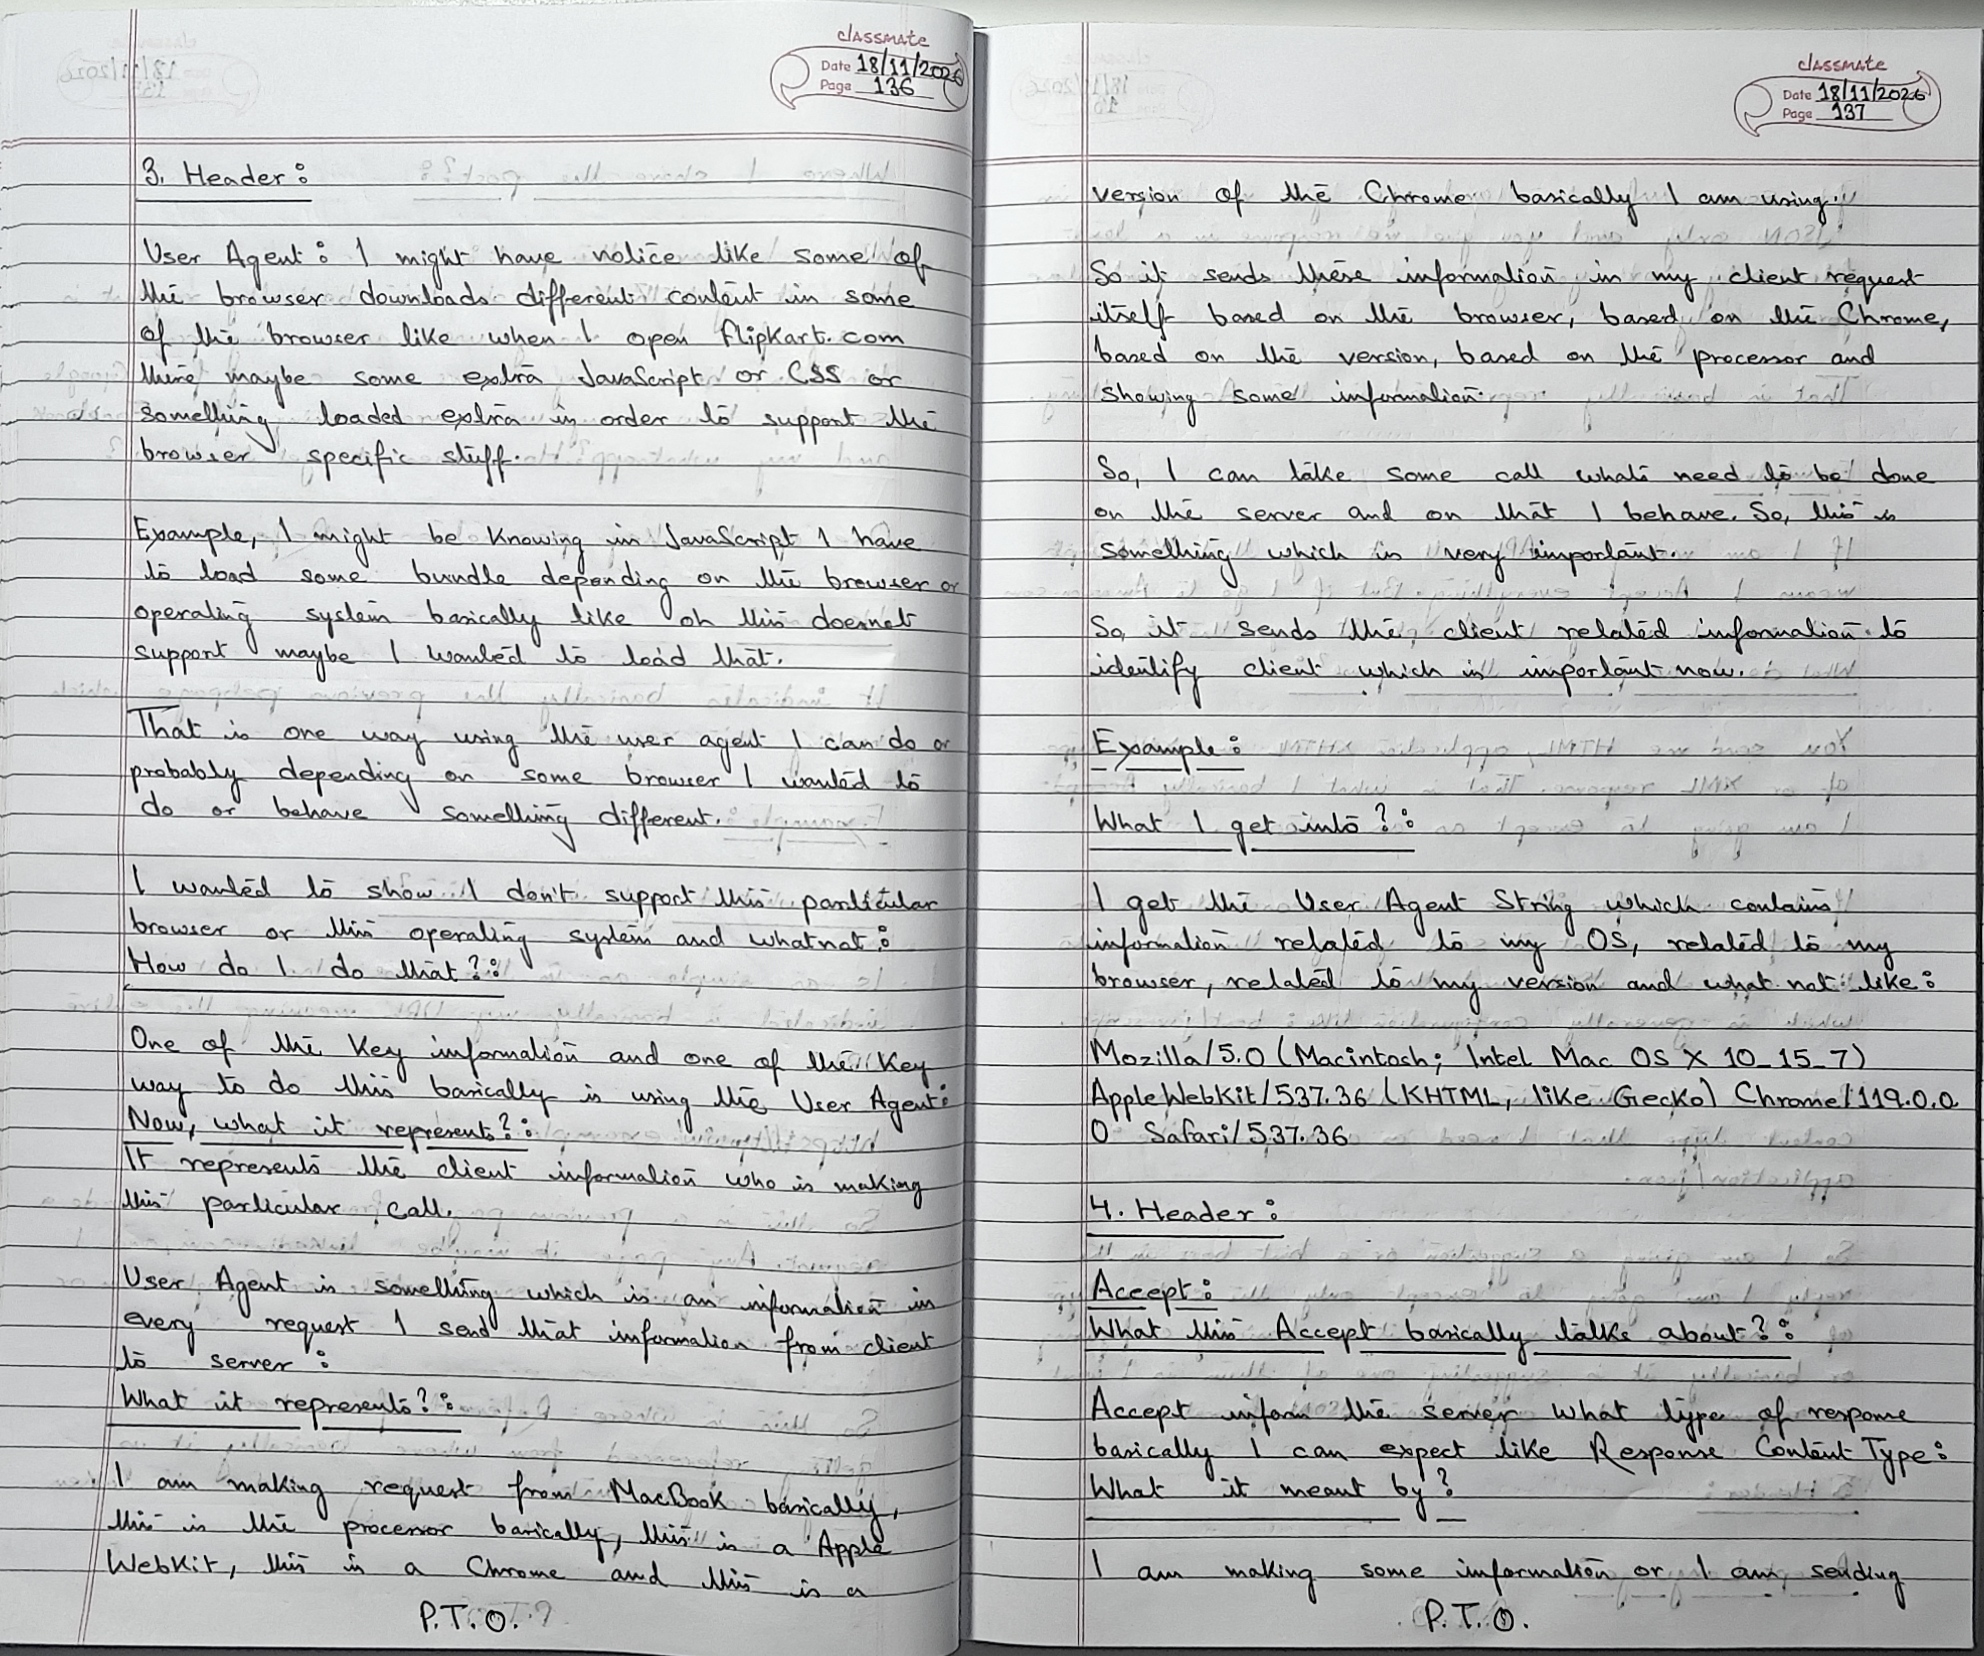 classmate
Date 18/11/2026
Page 136
3. Header:
User Agent: I might have notice like some of
the browser downloads different content in some
of the browser like when I open flipkart.com
there maybe some extra JavaScript or CSS or
something loaded extra in order to support the
browser specific stuff.
Example, I might be knowing in JavaScript I have
to load some bundle depending on the browser or
operating system basically like oh this doesnet
support maybe I wanted to load that.
That is one way using the user agent I can do or
probably depending on some browser I wanted to
do or behave something different.
I wanted to show I don't support this particular
browser or this operating system and whatnot:
How do I do that?:
One of the key information and one of the key
way to do this basically is using the User Agent:
Now, what it represents?:
It represents the client information who is making
this particular call.
User Agent is something which is an information in
every request I send that information from client
to server:
What it represents?:
I am making request from MacBook basically,
this is the processor basically, this is a Apple
WebKit, this is a Chrome and this is a
P.T.O.
classmate
Date 18/11/2026
Page 137
version of the Chrome basically I am using.
So it sends these information in my client request
itself based on the browser, based on the Chrome,
based on the version, based on the processor and
showing some information.
So, I can take some call whats need to be done
on the server and on that I behave. So, this is
something which is very important.
So it sends the client related information to
identify client which is important now.
Example:
What I get into?:
I get the User Agent String which contains
information related to my OS, related to my
browser, related to my version and what not like:
Mozilla/5.0 (Macintosh; Intel Mac OS X 10_15_7)
AppleWebKit/537.36 (KHTML, like Gecko) Chrome/119.0.0.
0 Safari/537.36
4. Header:
Accept:
What this Accept basically talks about?:
Accept inform the server what type of response
basically I can expect like Response Content Type:
What it meant by?
I am making some information or I am sending
P.T.O.